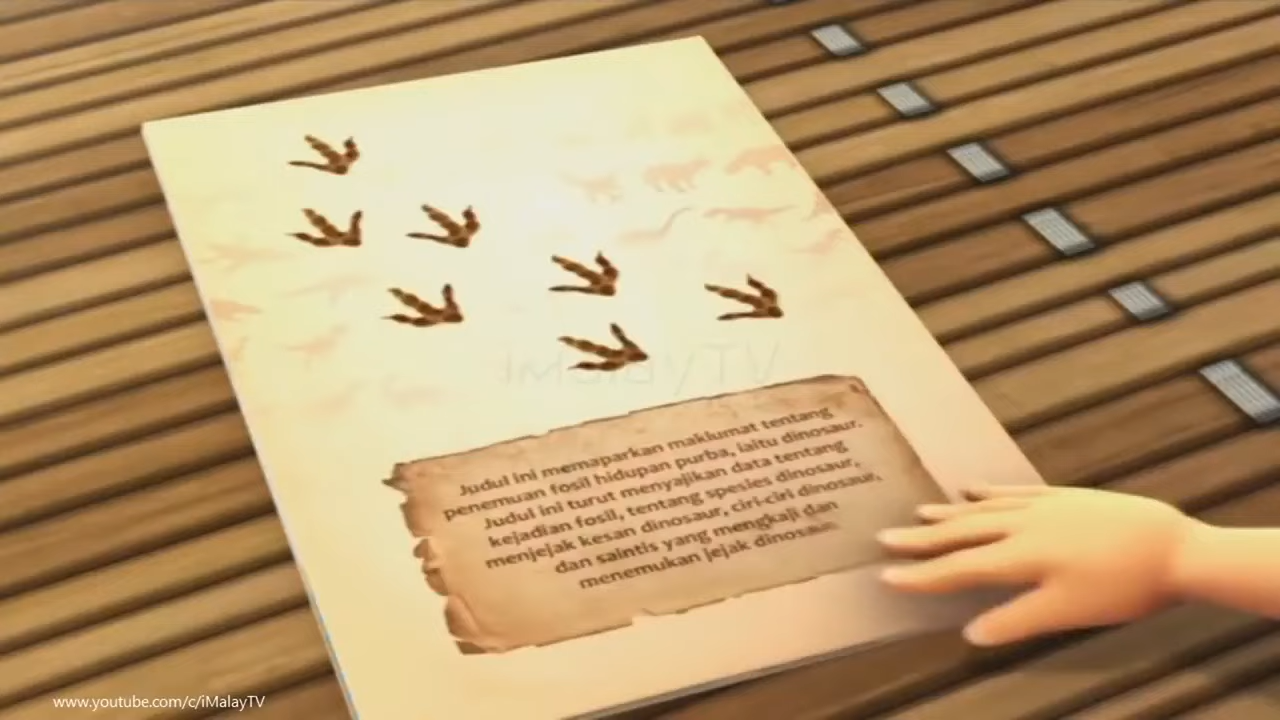 Judul ini memaparkan maklumat tentang
penemuan fosil hidupan purba, iaitu dinosaur.
Judul ini turut menyajikan data tentang
kejadian fosil, tentang spesies dinosaur,
menjejak kesan dinosaur, ciri-ciri dinosaur,
dan saintis yang mengkaji dan
menemukan jejak dinosaur
www.youtube.com/c/iMalayTV